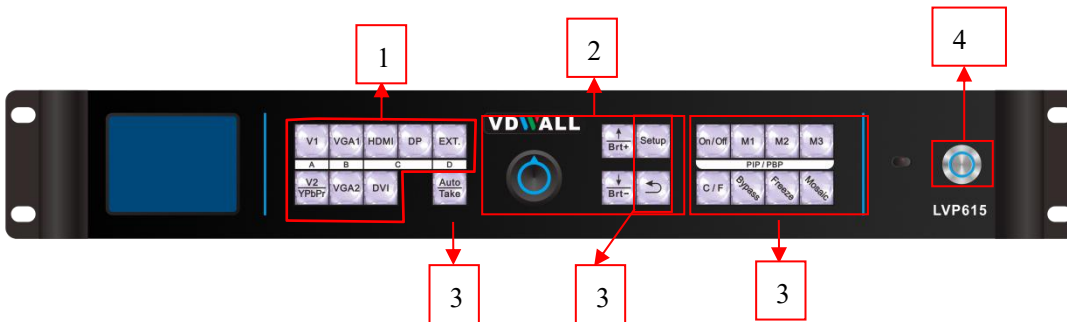 1
2
4
VDWALL
V1 VGA1 HDMI DP EXT.
A B C D
V2
YPbPr VGA2 DVI Auto
Take
↑
Brt+ Setup
↓
Brt-
On/Off M1 M2 M3
PIP / PBP
C / F Bypass Freeze Mosaic
LVP615
3
3
3